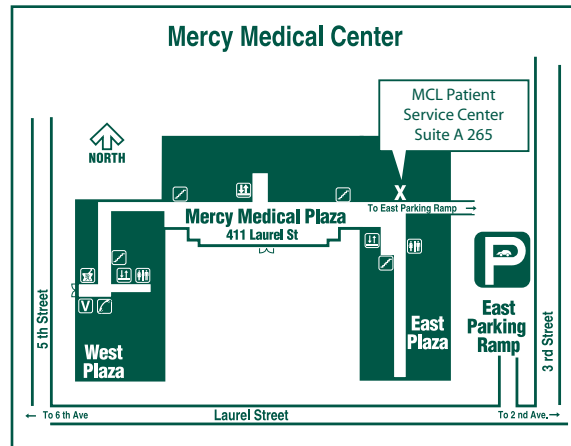 Mercy Medical Center
MCL Patient
Service Center
Suite A 265
NORTH
X
To East Parking Ramp
Mercy Medical Plaza
411 Laurel St
P
V
5 th Street
West
Plaza
East
Plaza
East
Parking
Ramp
3 rd Street
To 6 th Ave
Laurel Street
To 2 nd Ave.